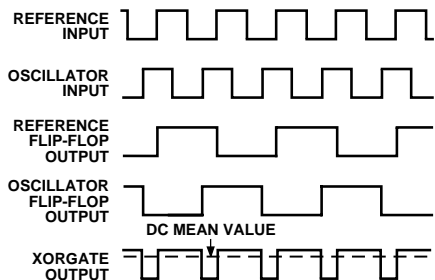 REFERENCE
INPUT
OSCILLATOR
INPUT
REFERENCE
FLIP-FLOP
OUTPUT
OSCILLATOR
FLIP-FLOP
OUTPUT
DC MEAN VALUE
XORGATE
OUTPUT